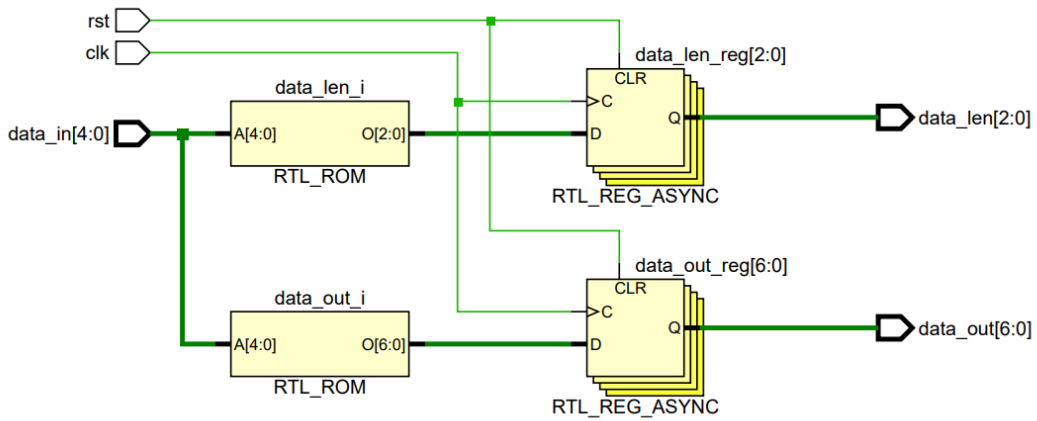 rst
clk
data_in[4:0]
data_len_i
A[4:0] O[2:0]
RTL_ROM
data_len_reg[2:0]
CLR
C
D
Q
RTL_REG_ASYNC
data_len[2:0]
data_out_i
A[4:0] O[6:0]
RTL_ROM
data_out_reg[6:0]
CLR
C
D
Q
RTL_REG_ASYNC
data_out[6:0]